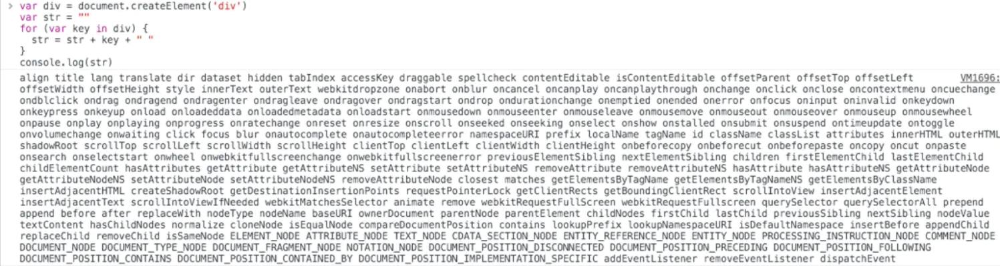 > var div = document.createElement('div')
var str = ""
for (var key in div) {
str = str + key + " "
}
console.log(str)
align title lang translate dir dataset hidden tabIndex accessKey draggable spellcheck contentEditable isContentEditable offsetParent offsetTop offsetLeft VM1696:
offsetWidth offsetHeight style innerText outerText webkitdropzone onabort onblur oncancel oncanplay oncanplaythrough onchange onclick onclose oncontextmenu oncuechange
ondblclick ondrag ondragend ondragenter ondragleave ondragover ondragstart ondrop ondurationchange onemptied onended onerror onfocus oninput oninvalid onkeydown
onkeypress onkeyup onload onloadeddata onloadedmetadata onloadstart onmousedown onmouseenter onmouseleave onmousemove onmouseout onmouseover onmouseup onmousewheel
onpause onplay onplaying onprogress onratechange onreset onresize onscroll onseeked onseeking onselect onshow onstalled onsubmit onsuspend ontimeupdate ontoggle
onvolumechange onwaiting click focus blur onautocomplete onautocompleteerror namespaceURI prefix localName tagName id className classList attributes innerHTML outerHTML
shadowRoot scrollTop scrollLeft scrollWidth scrollHeight clientTop clientLeft clientWidth clientHeight onbeforecopy onbeforecut onbeforepaste oncopy oncut onpaste
onsearch onselectstart onwheel onwebkitfullscreenchange onwebkitfullscreenerror previousElementSibling nextElementSibling children firstElementChild lastElementChild
childElementCount hasAttributes getAttribute getAttributeNS setAttribute setAttributeNS removeAttribute removeAttributeNS hasAttribute hasAttributeNS getAttributeNode
getAttributeNodeNS setAttributeNode setAttributeNodeNS removeAttributeNode closest matches getElementsByTagName getElementsByTagNameNS getElementsByClassName
insertAdjacentHTML createShadowRoot getDestinationInsertionPoints requestPointerLock getClientRects getBoundingClientRect scrollIntoView insertAdjacentElement
insertAdjacentText scrollIntoViewIfNeeded webkitMatchesSelector animate remove webkitRequestFullScreen webkitRequestFullscreen querySelector querySelectorAll prepend
append before after replaceWith nodeType nodeName baseURI ownerDocument parentNode parentElement childNodes firstChild lastChild previousSibling nextSibling nodeValue
textContent hasChildNodes normalize cloneNode isEqualNode compareDocumentPosition contains lookupPrefix lookupNamespaceURI isDefaultNamespace insertBefore appendChild
replaceChild removeChild isSameNode ELEMENT_NODE ATTRIBUTE_NODE TEXT_NODE CDATA_SECTION_NODE ENTITY_REFERENCE_NODE ENTITY_NODE PROCESSING_INSTRUCTION_NODE COMMENT_NODE
DOCUMENT_NODE DOCUMENT_TYPE_NODE DOCUMENT_FRAGMENT_NODE NOTATION_NODE DOCUMENT_POSITION_DISCONNECTED DOCUMENT_POSITION_PRECEDING DOCUMENT_POSITION_FOLLOWING
DOCUMENT_POSITION_CONTAINS DOCUMENT_POSITION_CONTAINED_BY DOCUMENT_POSITION_IMPLEMENTATION_SPECIFIC addEventListener removeEventListener dispatchEvent